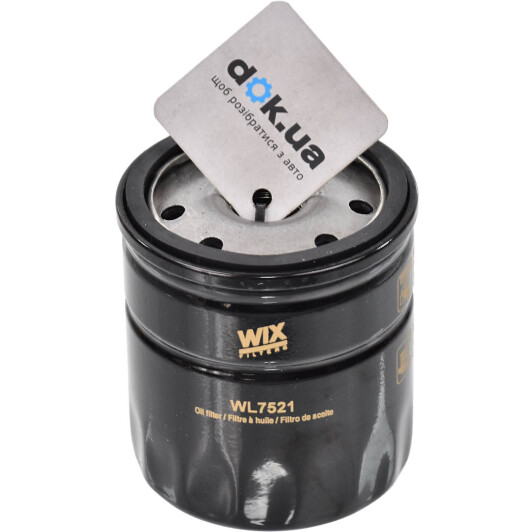 dok.ua
щоб розібратися з авто
WIX
FILTERS
WL7521
Oil filter / Filtre à huile / Filtro de aceite